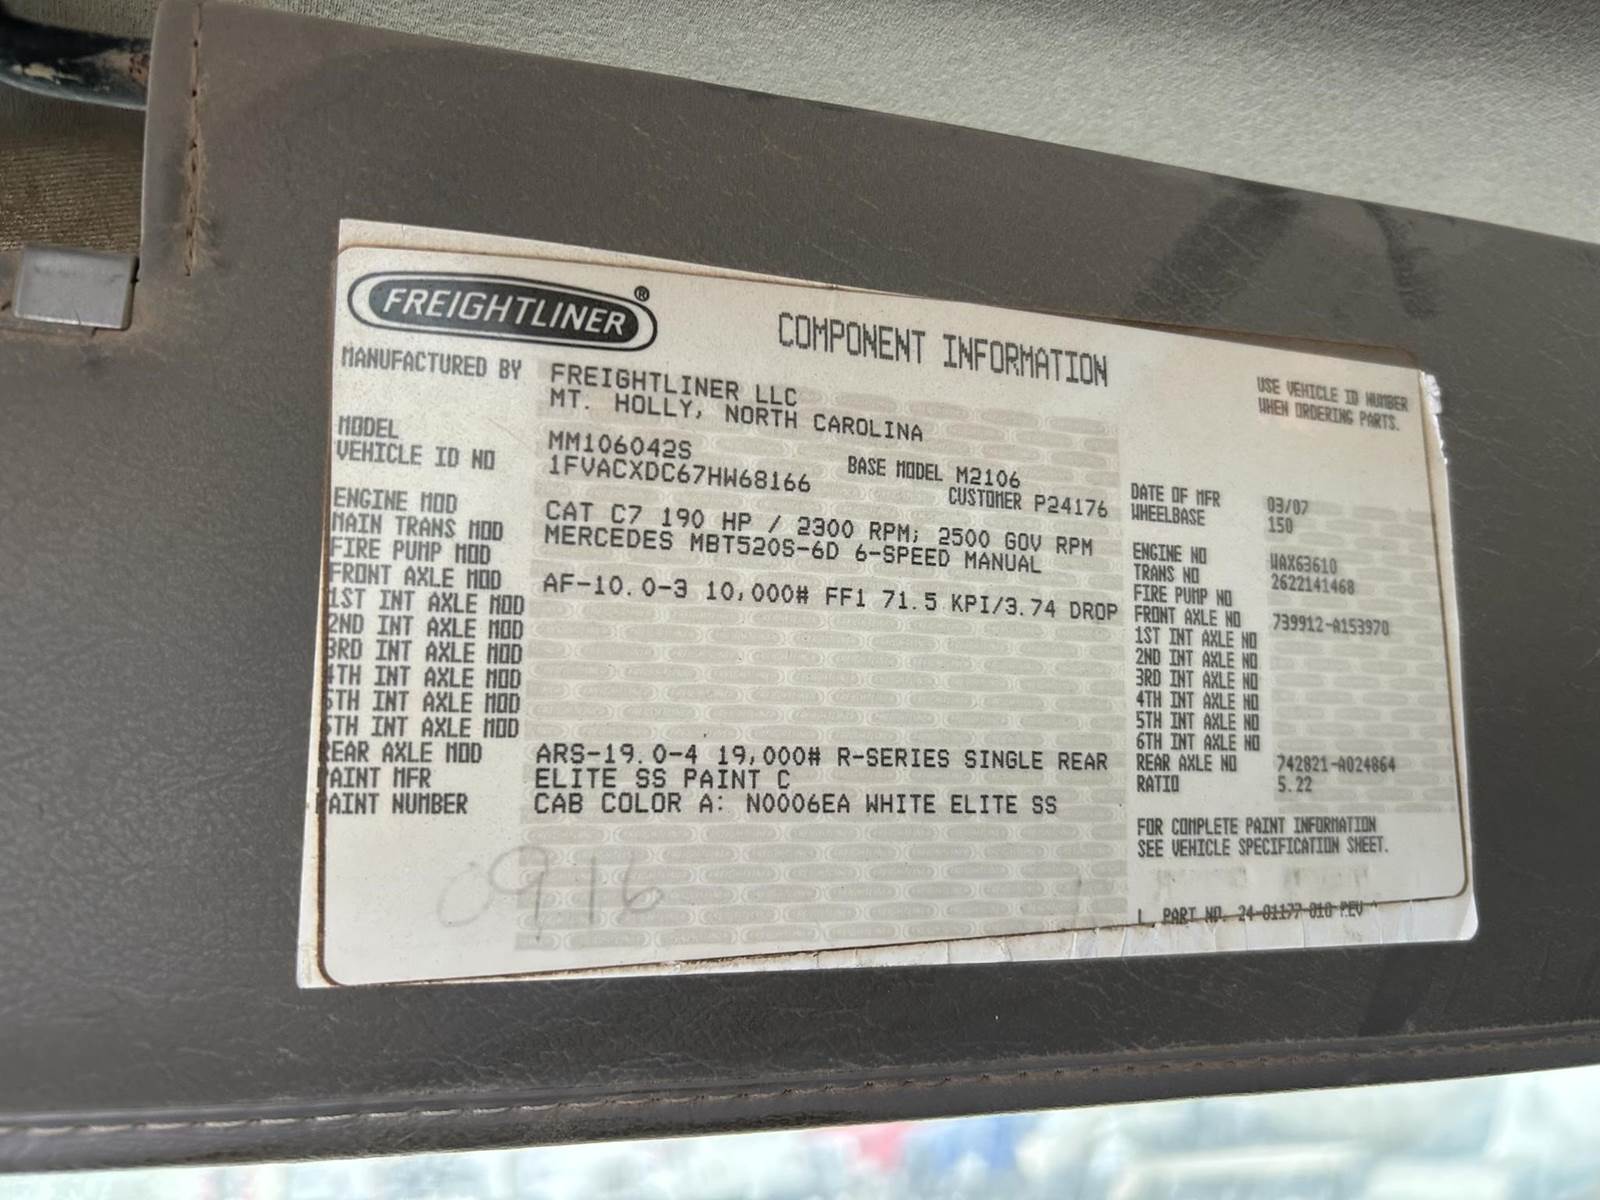 FREIGHTLINER®
COMPONENT INFORMATION
USE VEHICLE ID NUMBER
WHEN ORDERING PARTS.
MANUFACTURED BY FREIGHTLINER LLC
MT. HOLLY, NORTH CAROLINA
MODEL MM106042S BASE MODEL M2106
VEHICLE ID NO 1FVACXDC67HW68166 CUSTOMER P24176
DATE OF MFR 03/07
WHEELBASE 150
ENGINE MOD CAT C7 190 HP / 2300 RPM; 2500 GOV RPM
MAIN TRANS MOD MERCEDES MBT520S-6D 6-SPEED MANUAL
FIRE PUMP MOD
FRONT AXLE MOD AF-10.0-3 10,000# FF1 71.5 KPI/3.74 DROP
1ST INT AXLE MOD
2ND INT AXLE MOD
3RD INT AXLE MOD
4TH INT AXLE MOD
5TH INT AXLE MOD
6TH INT AXLE MOD
REAR AXLE MOD ARS-19.0-4 19,000# R-SERIES SINGLE REAR
PAINT MFR ELITE SS PAINT C
PAINT NUMBER CAB COLOR A: N0006EA WHITE ELITE SS
ENGINE NO WAX63610
TRANS NO 2622141468
FIRE PUMP NO
FRONT AXLE NO 739912-A153970
1ST INT AXLE NO
2ND INT AXLE NO
3RD INT AXLE NO
4TH INT AXLE NO
5TH INT AXLE NO
6TH INT AXLE NO
REAR AXLE NO 742821-A024864
RATIO 5.22
FOR COMPLETE PAINT INFORMATION
SEE VEHICLE SPECIFICATION SHEET.
PART NO. 24-01177-010 REV
0916